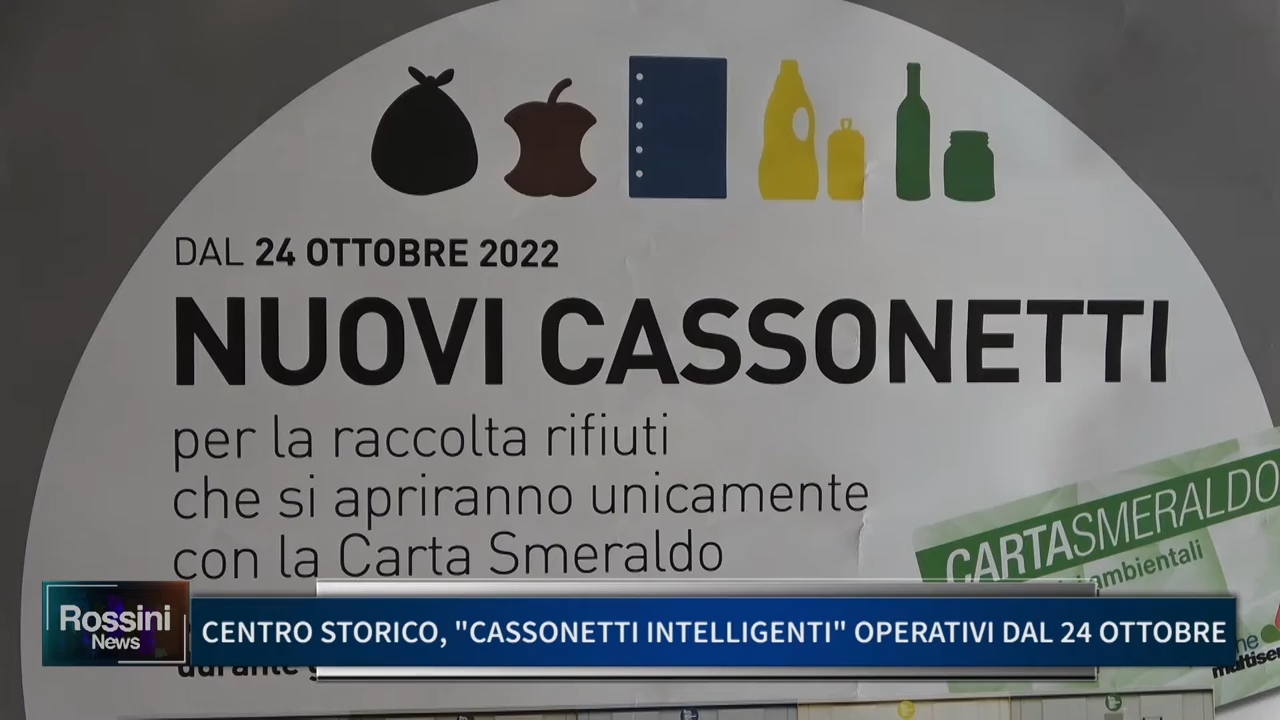 DAL 24 OTTOBRE 2022
NUOVI CASSONETTI
per la raccolta rifiuti
che si apriranno unicamente
con la Carta Smeraldo
CARTASMERALDO
ambientali
Rossini
News
CENTRO STORICO, "CASSONETTI INTELLIGENTI" OPERATIVI DAL 24 OTTOBRE
durante